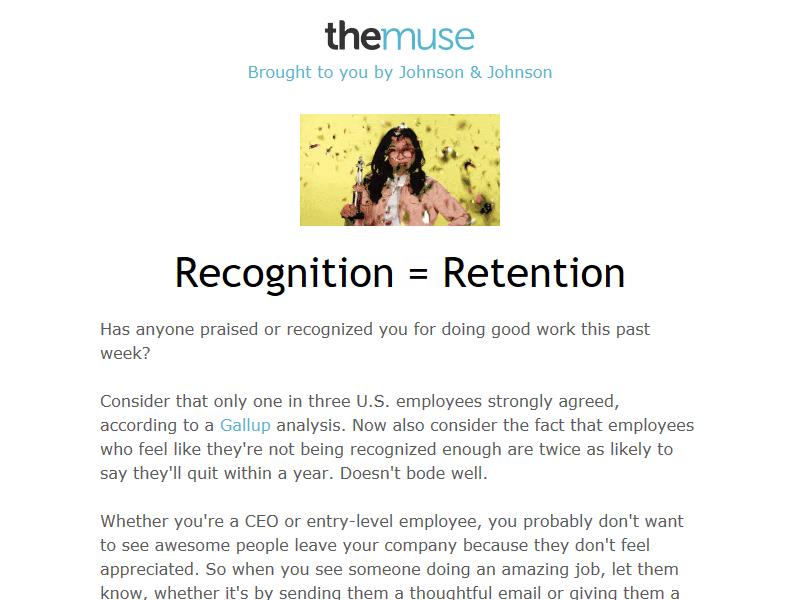 themuse
Brought to you by Johnson & Johnson
Recognition = Retention
Has anyone praised or recognized you for doing good work this past
week?
Consider that only one in three U.S. employees strongly agreed,
according to a Gallup analysis. Now also consider the fact that employees
who feel like they're not being recognized enough are twice as likely to
say they'll quit within a year. Doesn't bode well.
Whether you're a CEO or entry-level employee, you probably don't want
to see awesome people leave your company because they don't feel
appreciated. So when you see someone doing an amazing job, let them
know, whether it's by sending them a thoughtful email or giving them a